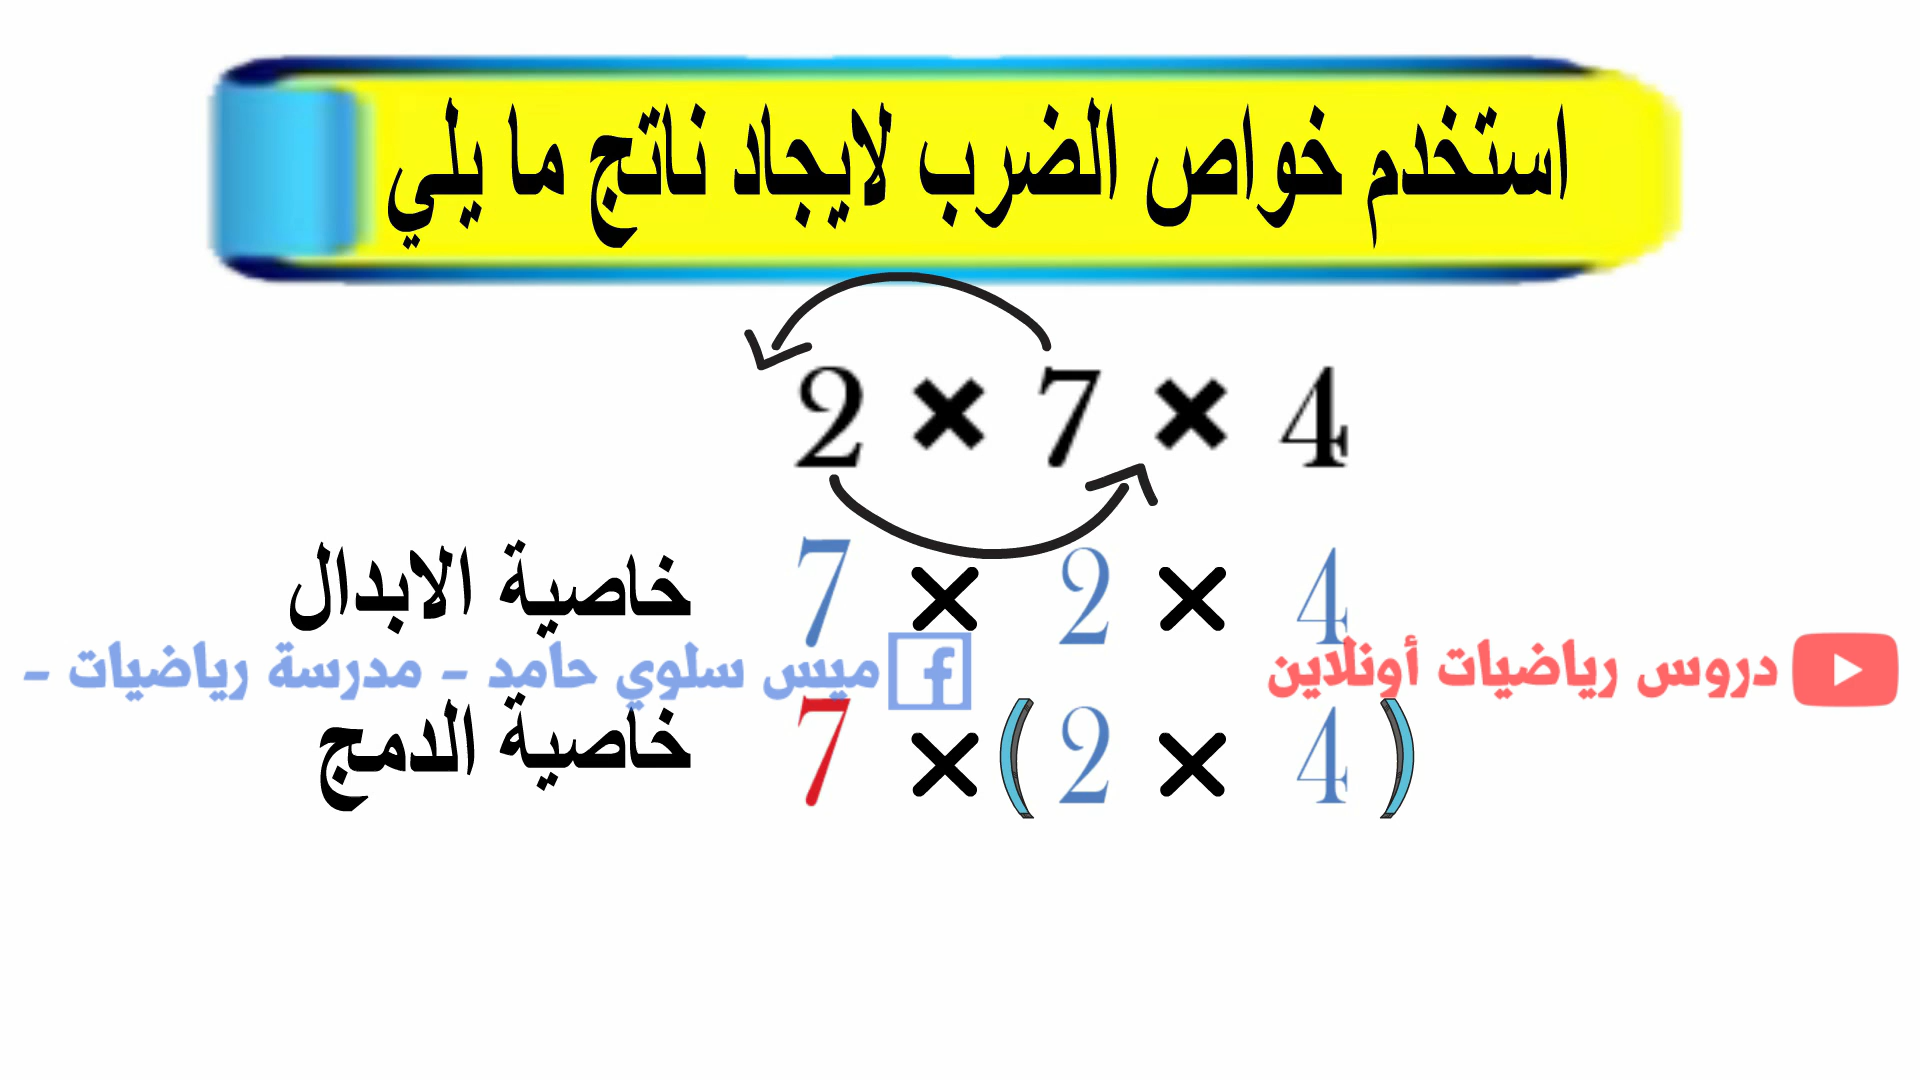 استخدم خواص الضرب لايجاد ناتج ما يلي
2 × 7 × 4
7 × 2 × 4 خاصية الابدال
دروس رياضيات أونلاين
ميس سلوي حامد - مدرسة رياضيات -
7 × ( 2 × 4 ) خاصية الدمج